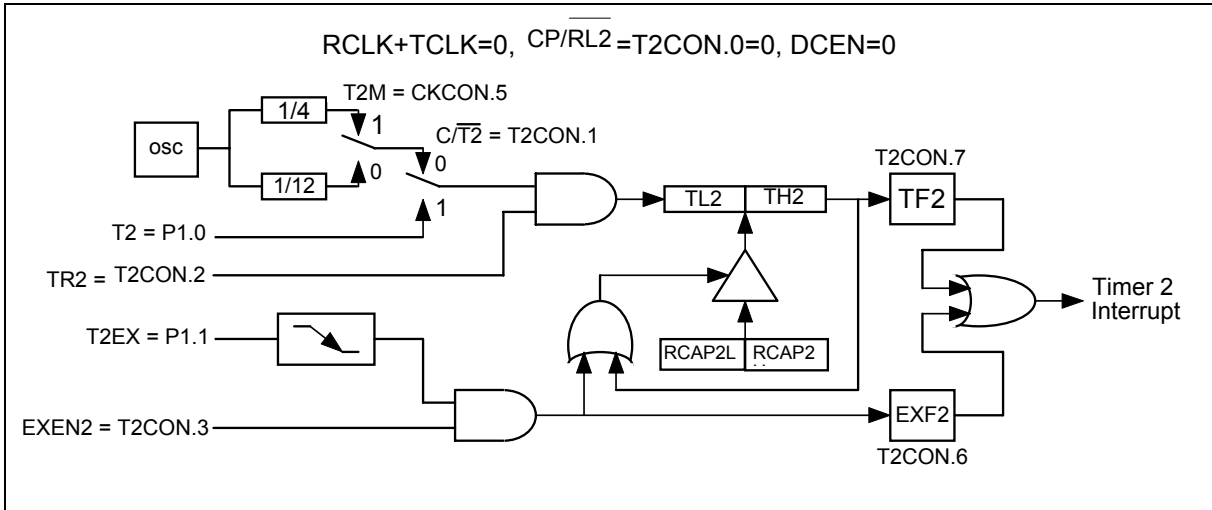 RCLK+TCLK=0, CP/RL2 =T2CON.0=0, DCEN=0
T2M = CKCON.5
1/4
1
C/T2 = T2CON.1
osc
0
T2CON.7
1/12
0
TL2
TH2
TF2
1
T2 = P1.0
TR2 = T2CON.2
Timer 2
Interrupt
T2EX = P1.1
RCAP2L
RCAP2
EXEN2 = T2CON.3
EXF2
T2CON.6